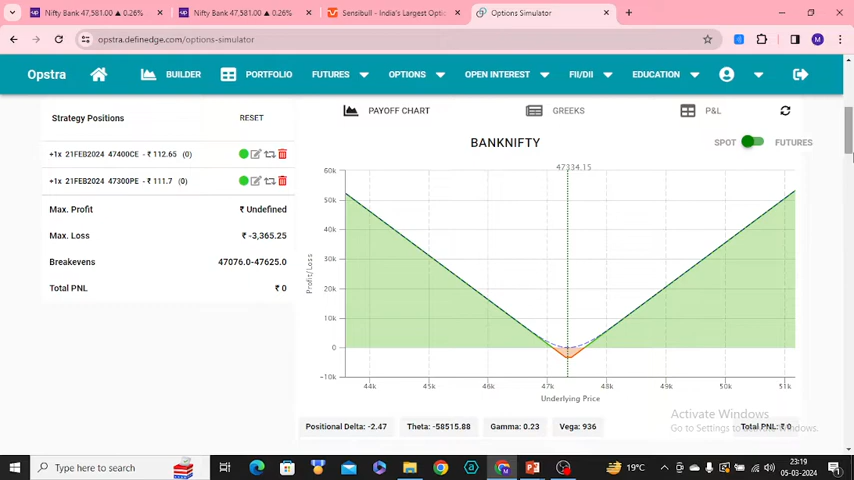 Nifty Bank 47,581.00 ▲ 0.26%
Nifty Bank 47,581.00 ▲ 0.26%
Sensibull - India's Largest Optio
Options Simulator
opstra.definedge.com/options-simulator
M
Opstra
BUILDER
PORTFOLIO
FUTURES
OPTIONS
OPEN INTEREST
FII/DII
EDUCATION
Strategy Positions
RESET
+1x 21FEB2024 47400CE - ₹ 112.65 (0)
+1x 21FEB2024 47300PE - ₹ 111.7 (0)
Max. Profit ₹ Undefined
Max. Loss ₹ -3,365.25
Breakevens 47076.0-47625.0
Total PNL ₹ 0
PAYOFF CHART
GREEKS
P&L
BANKNIFTY
SPOT
FUTURES
47334.15
60k
50k
40k
30k
20k
10k
0
−10k
Profit/Loss
44k 45k 46k 47k 48k 49k 50k 51k
Underlying Price
Positional Delta: -2.47
Theta: -58515.88
Gamma: 0.23
Vega: 936
Total PNL: ₹ 0
Activate Windows
Go to Settings to activate Windows.
Type here to search
19°C
23:19
05-03-2024